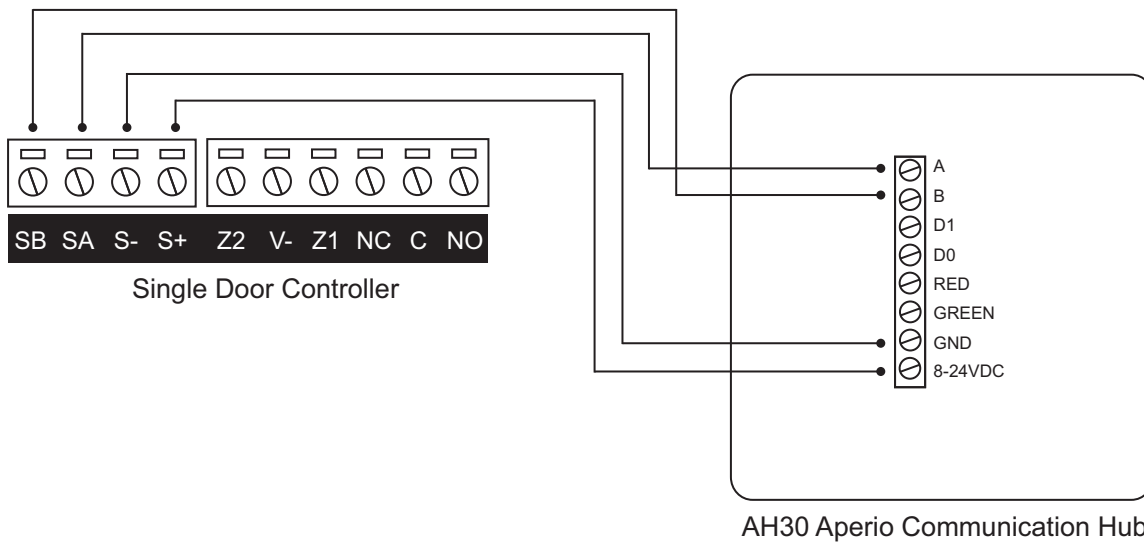 SB SA S- S+ Z2 V- Z1 NC C NO
Single Door Controller
A
B
D1
D0
RED
GREEN
GND
8-24VDC
AH30 Aperio Communication Hub